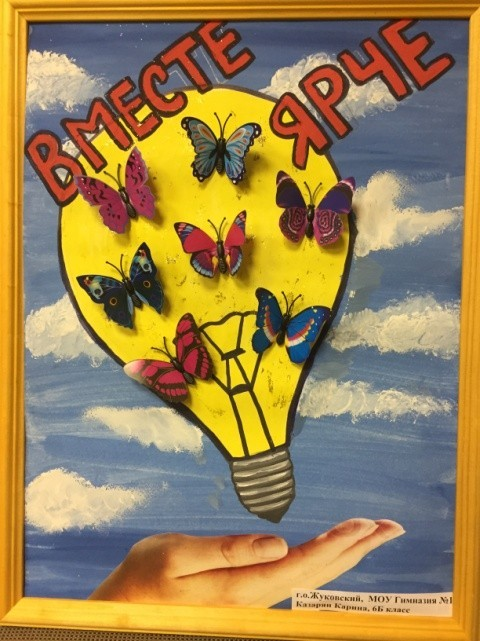 ВМЕСТЕ
ЯРЧЕ
г.о.Жуковский, МОУ Гимназия №1
Казарин Карина, 6Б класс